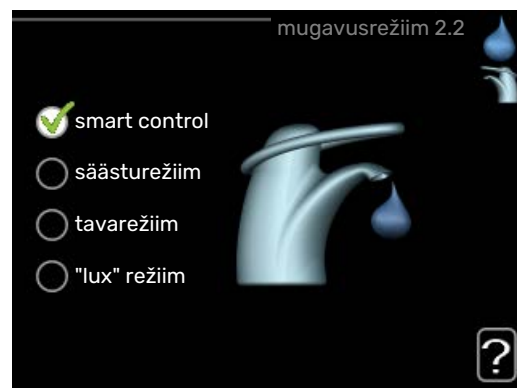 mugavusrežiim 2.2
smart control
säästurežiim
tavarežiim
"lux" režiim
?